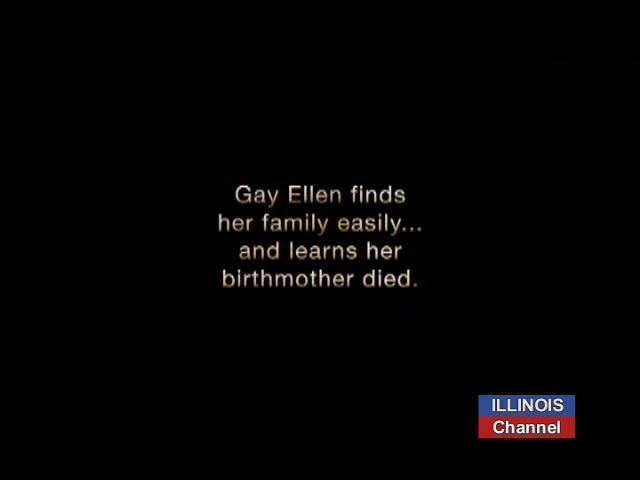 Gay Ellen finds
her family easily...
and learns her
birthmother died.
ILLINOIS
Channel